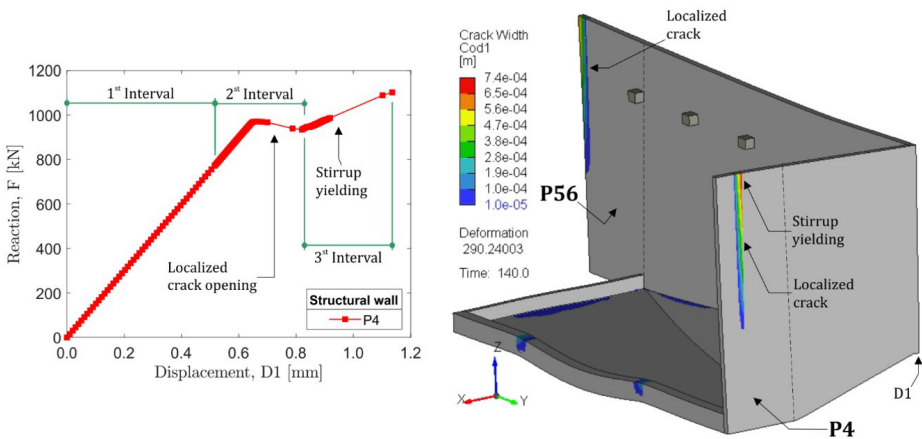 1200
1000
800
600
400
200
0
0.0
0.2
0.4
0.6
0.8
1.0
1.2
Reaction, F [kN]
Displacement, D1 [mm]
1st Interval
2st Interval
Stirrup
yielding
Localized
crack opening
3st Interval
Structural wall
P4
Crack Width
Cod1
[m]
7.4e-04
6.5e-04
5.6e-04
4.7e-04
3.8e-04
2.8e-04
1.9e-04
1.0e-04
1.0e-05
Deformation
290.24003
Time: 140.0
Localized
crack
P56
Stirrup
yielding
Localized
crack
Z
X
Y
D1
P4